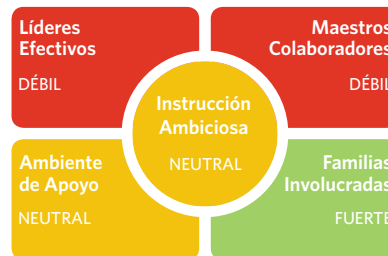 Líderes
Efectivos
DÉBIL
Maestros
Colaboradores
DÉBIL
Instrucción
Ambiciosa
NEUTRAL
Ambiente
de Apoyo
NEUTRAL
Familias
Involucradas
FUERTE